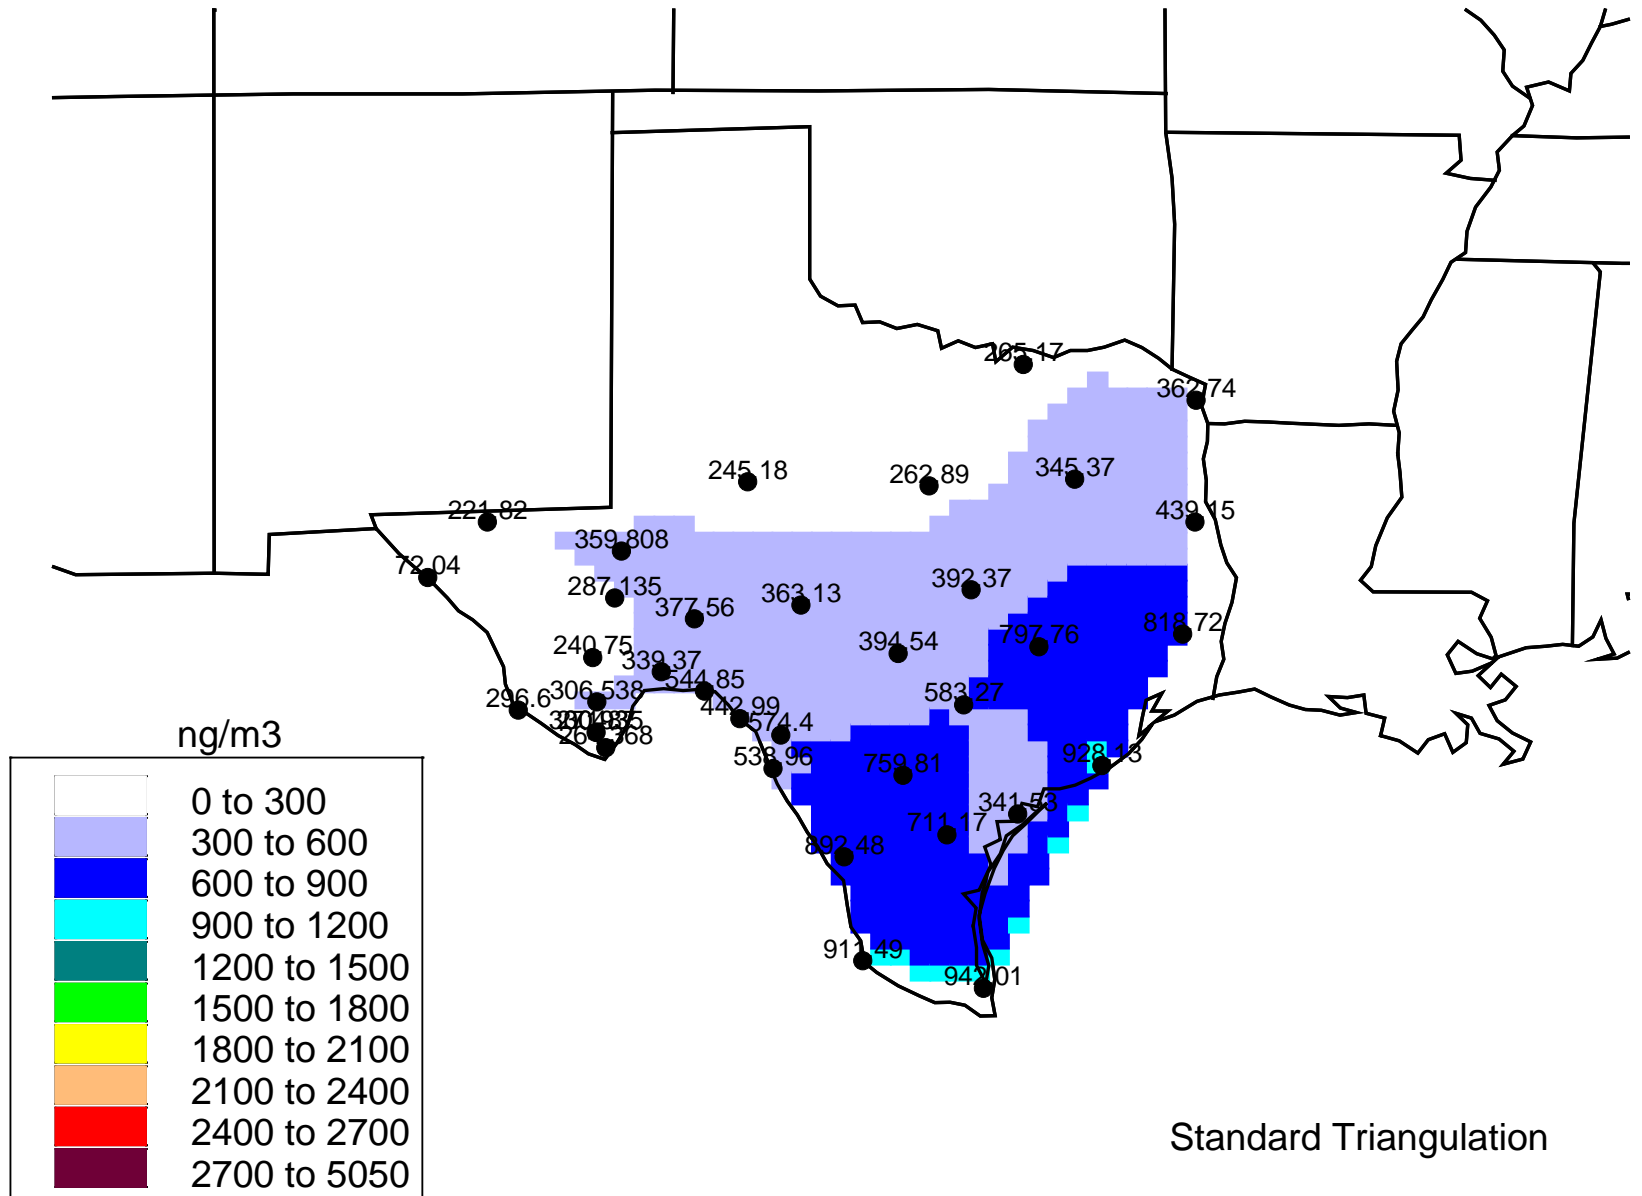 265.17
362.74
245.18
262.89
345.37
221.82
439.15
359.808
72.04
287.135
363.13
392.37
377.56
818.72
797.76
240.75
339.37
394.54
544.85
306.538
296.6
442.99
583.27
574.4
538.96
759.81
928.13
341.53
711.17
892.48
911.49
942.01
ng/m3
0 to 300
300 to 600
600 to 900
900 to 1200
1200 to 1500
1500 to 1800
1800 to 2100
2100 to 2400
2400 to 2700
2700 to 5050
Standard Triangulation